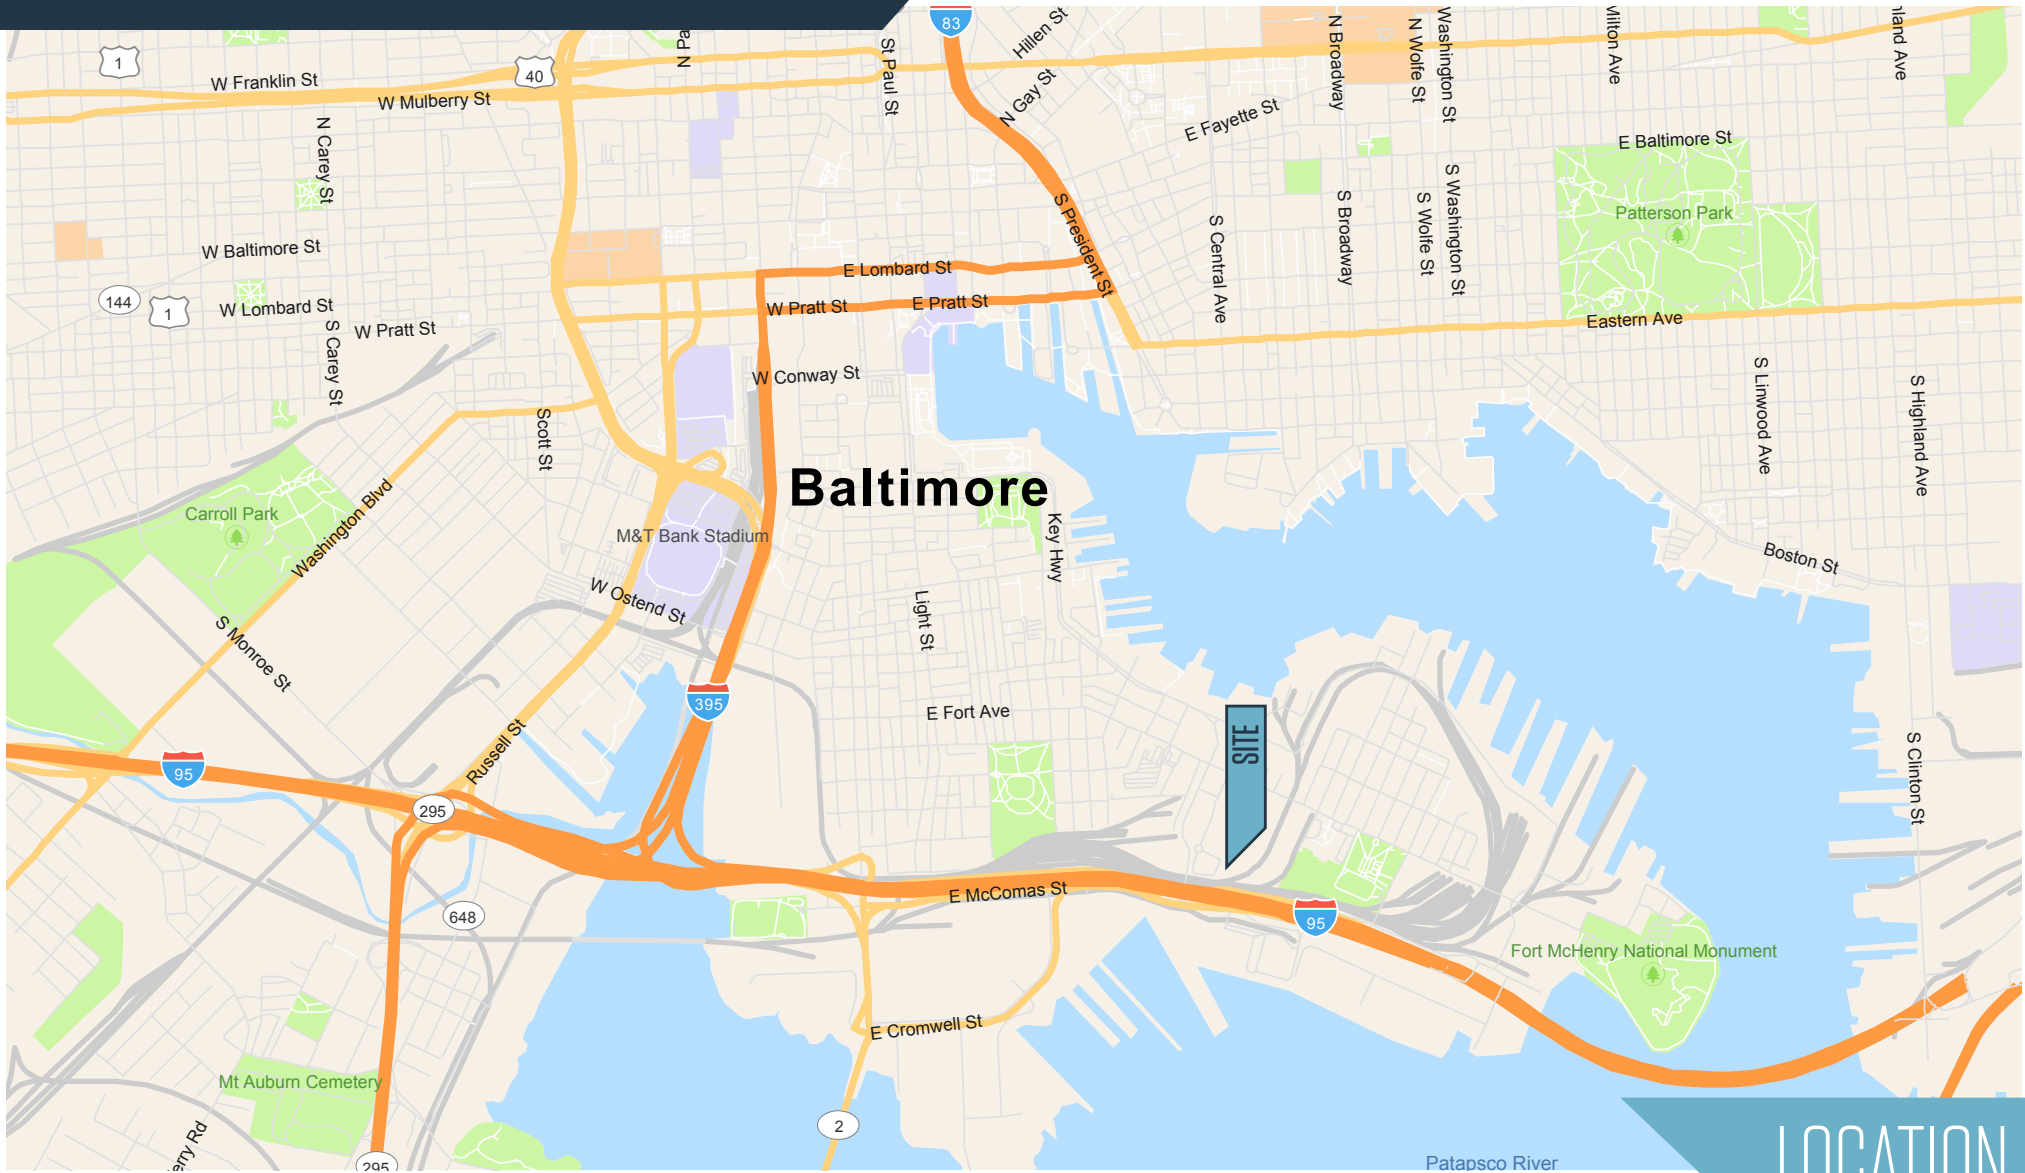 83
Hillen St
N Broadway
N Wolfe St
Washington St
Milton Ave
1
W Franklin St
40
W Mulberry St
St Paul St
N Gay St
E Fayette St
N Carey St
E Baltimore St
S Washington St
S Wolfe St
S Broadway
S Central Ave
Patterson Park
S President St
W Baltimore St
E Lombard St
144
1
W Lombard St
W Pratt St
W Pratt St
E Pratt St
Eastern Ave
S Carey St
W Conway St
S Linwood Ave
S Highland Ave
Scott St
Baltimore
Carroll Park
Washington Blvd
M&T Bank Stadium
Key Hwy
Boston St
W Ostend St
Light St
S Monroe St
395
E Fort Ave
SITE
Russell St
95
S Clinton St
295
E McComas St
648
95
Fort McHenry National Monument
E Cromwell St
Mt Auburn Cemetery
2
295
Patapsco River
LOCATION